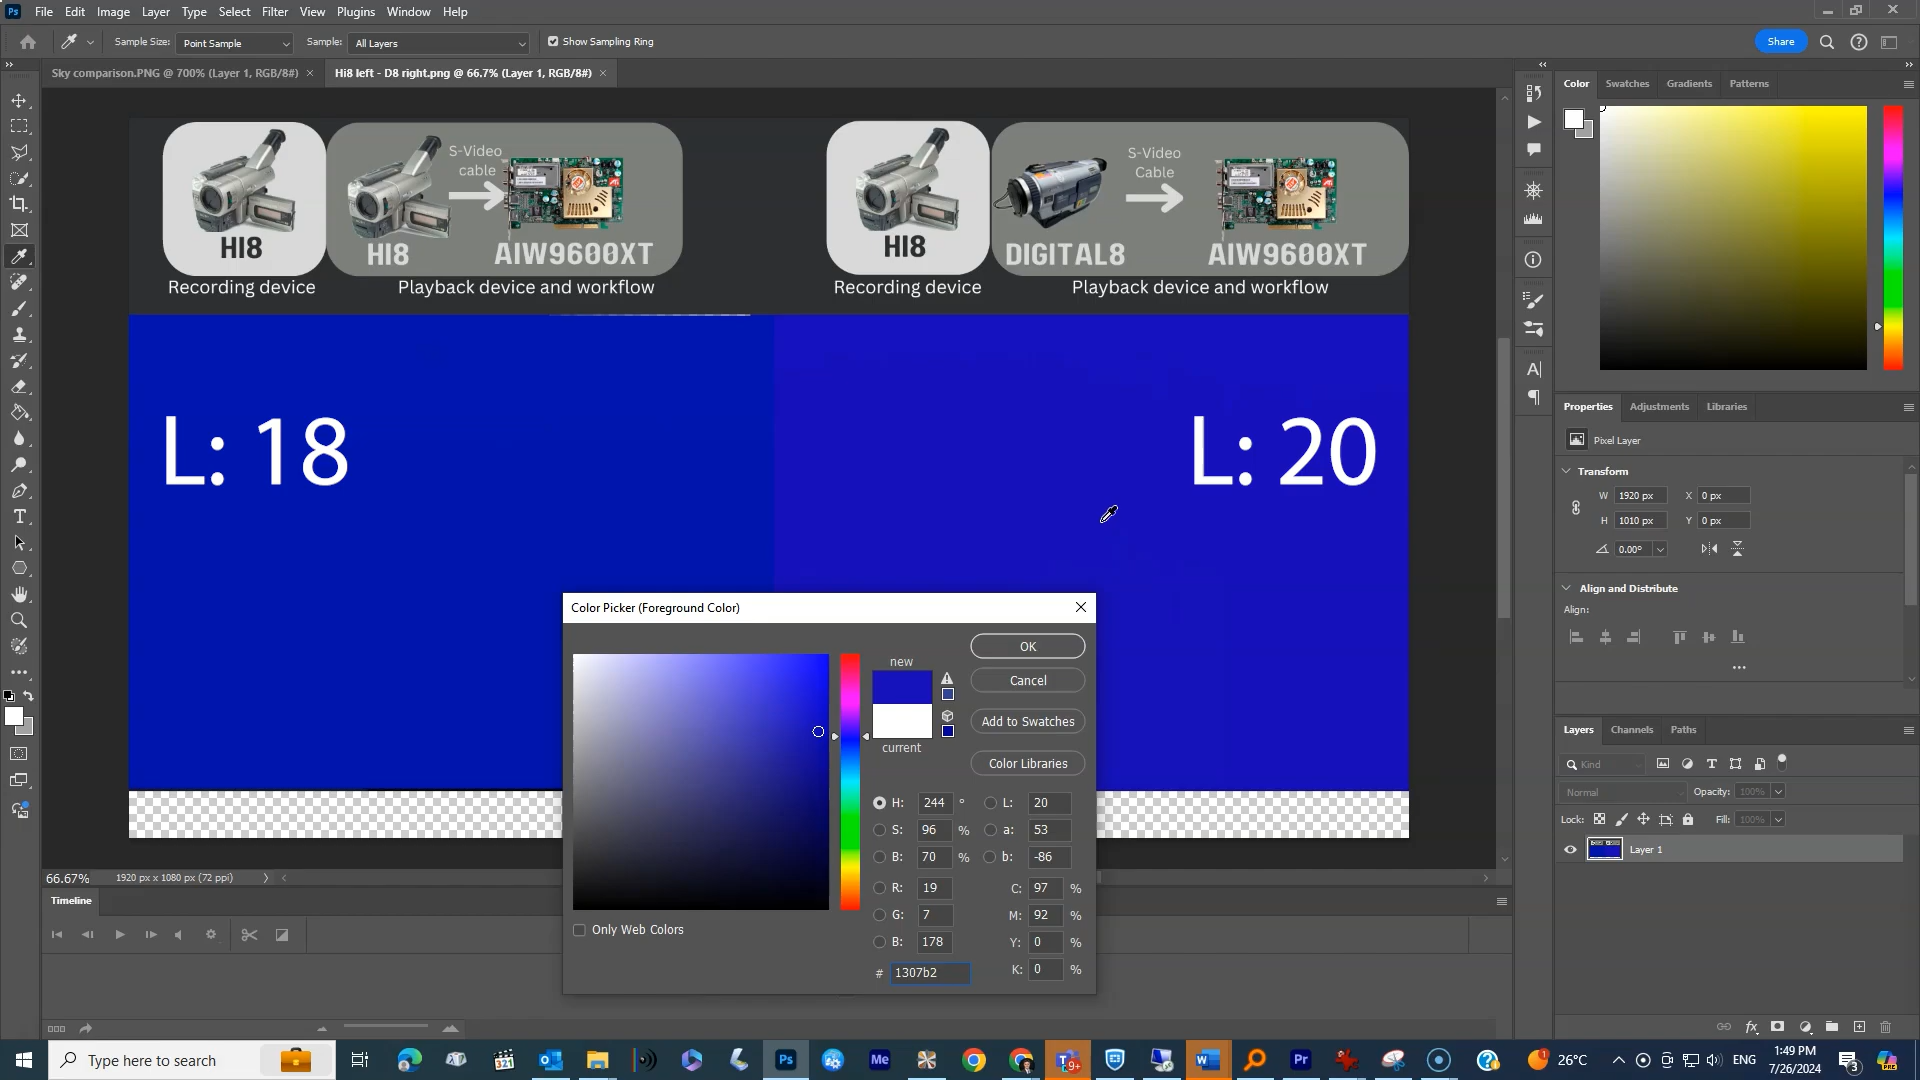 File Edit Image Layer Type Select Filter View Plugins Window Help
Sample Size: Point Sample Sample: All Layers Show Sampling Ring Share
Sky comparison.PNG @ 700% (Layer 1, RGB/8#) Hi8 left - D8 right.png @ 66.7% (Layer 1, RGB/8#)
S-Video
cable
HI8
HI8
AIW9600XT
Recording device
Playback device and workflow
S-Video
Cable
HI8
DIGITAL8
AIW9600XT
Recording device
Playback device and workflow
L: 18
L: 20
Color Picker (Foreground Color)
new
current
OK
Cancel
Add to Swatches
Color Libraries
H: 244 °
S: 96 %
B: 70 %
R: 19
G: 7
B: 178
# 1307b2
L: 20
a: 53
b: -86
C: 97 %
M: 92 %
Y: 0 %
K: 0 %
Only Web Colors
66.67% 1920 px x 1080 px (72 ppi)
Timeline
Color Swatches Gradients Patterns
Properties Adjustments Libraries
Pixel Layer
Transform
W 1920 px X 0 px
H 1010 px Y 0 px
0.00°
Align and Distribute
Align:
Layers Channels Paths
Kind
Normal Opacity: 100%
Lock: Fill: 100%
Layer 1
Type here to search
321
Ps
Me
9+
Pr
26°C
ENG
1:49 PM
7/26/2024
3